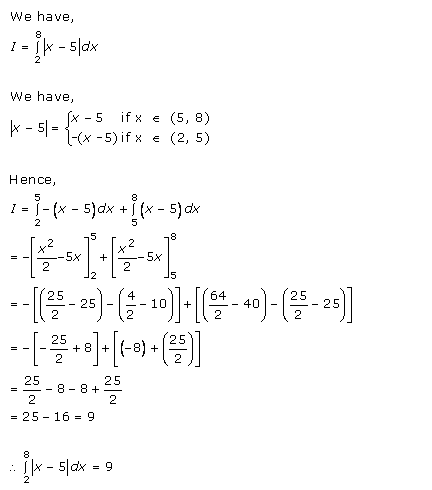 We have,
I = ∫₂⁸ |x − 5| dx
We have,
|x − 5| = { x − 5 if x ∈ (5, 8)
−(x −5) if x ∈ (2, 5)
Hence,
I = ∫₂⁵ −(x − 5) dx + ∫₅⁸ (x − 5) dx
= −[x²/2 −5x]₂⁵ + [x²/2 −5x]₅⁸
= −[(25/2 − 25) − (4/2 − 10)] + [(64/2 − 40) − (25/2 − 25)]
= −[−25/2 + 8] + [(−8) + (25/2)]
= 25/2 − 8 − 8 + 25/2
= 25 − 16 = 9
∴ ∫₂⁸ |x − 5| dx = 9